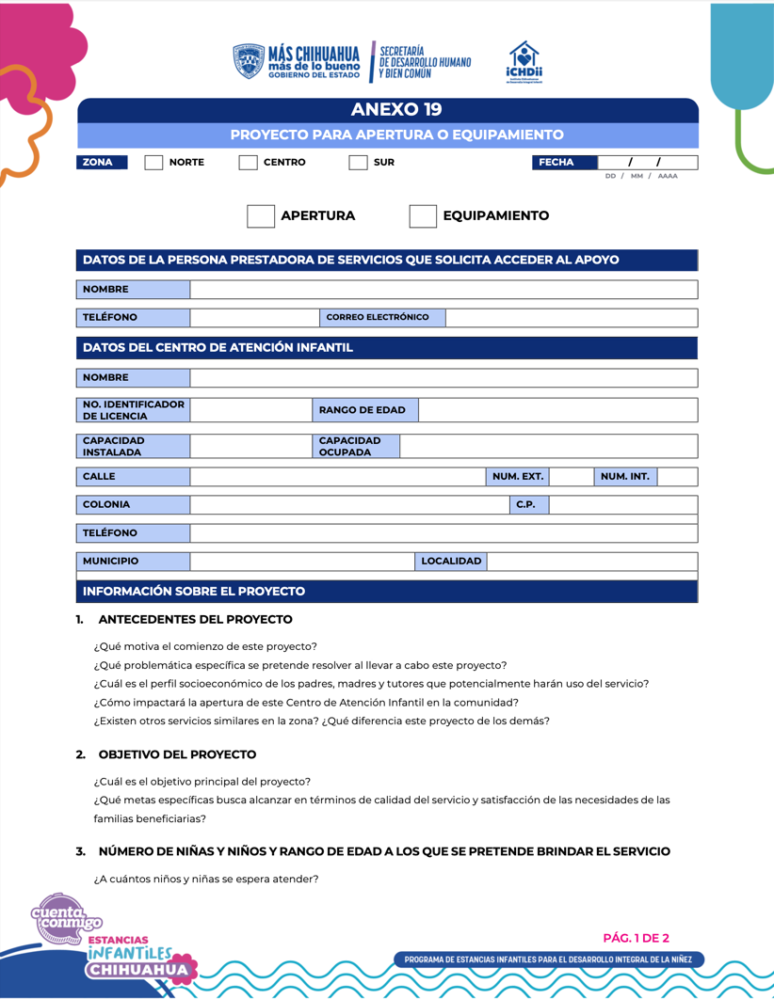 MÁS CHIHUAHUA
más de lo bueno
GOBIERNO DEL ESTADO
SECRETARÍA
DE DESARROLLO HUMANO
Y BIEN COMÚN
iCHDii
ANEXO 19
PROYECTO PARA APERTURA O EQUIPAMIENTO
ZONA NORTE CENTRO SUR FECHA / /
DD / MM / AAAA
APERTURA EQUIPAMIENTO
DATOS DE LA PERSONA PRESTADORA DE SERVICIOS QUE SOLICITA ACCEDER AL APOYO
NOMBRE
TELÉFONO CORREO ELECTRÓNICO
DATOS DEL CENTRO DE ATENCIÓN INFANTIL
NOMBRE
NO. IDENTIFICADOR
DE LICENCIA
RANGO DE EDAD
CAPACIDAD
INSTALADA
CAPACIDAD
OCUPADA
CALLE NUM. EXT. NUM. INT.
COLONIA C.P.
TELÉFONO
MUNICIPIO LOCALIDAD
INFORMACIÓN SOBRE EL PROYECTO
1. ANTECEDENTES DEL PROYECTO
¿Qué motiva el comienzo de este proyecto?
¿Qué problemática específica se pretende resolver al llevar a cabo este proyecto?
¿Cuál es el perfil socioeconómico de los padres, madres y tutores que potencialmente harán uso del servicio?
¿Cómo impactará la apertura de este Centro de Atención Infantil en la comunidad?
¿Existen otros servicios similares en la zona? ¿Qué diferencia este proyecto de los demás?
2. OBJETIVO DEL PROYECTO
¿Cuál es el objetivo principal del proyecto?
¿Qué metas específicas busca alcanzar en términos de calidad del servicio y satisfacción de las necesidades de las
familias beneficiarias?
3. NÚMERO DE NIÑAS Y NIÑOS Y RANGO DE EDAD A LOS QUE SE PRETENDE BRINDAR EL SERVICIO
¿A cuántos niños y niñas se espera atender?
cuenta
conmigo
ESTANCIAS
iNFANTiLES
CHIHUAHUA
PÁG. 1 DE 2
PROGRAMA DE ESTANCIAS INFANTILES PARA EL DESARROLLO INTEGRAL DE LA NIÑEZ